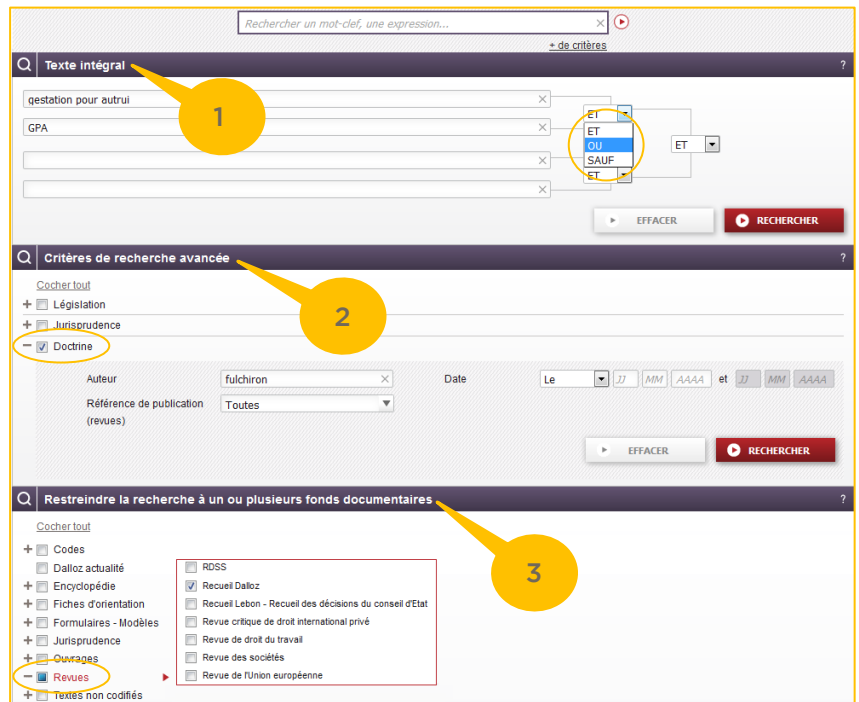 Rechercher un mot-clef, une expression...
+ de critères
Texte intégral ?
1
gestation pour autrui
ET
GPA
ET
OU
SAUF
ET
ET
EFFACER RECHERCHER
Critères de recherche avancée ?
2
Cocher tout
Législation
Jurisprudence
Doctrine
Auteur fulchiron Date Le JJ MM AAAA et JJ MM AAAA
Référence de publication Toutes
(revues)
EFFACER RECHERCHER
Restreindre la recherche à un ou plusieurs fonds documentaires ?
3
Cocher tout
Codes
Dalloz actualité
Encyclopédie
Fiches d'orientation
Formulaires - Modèles
Jurisprudence
Ouvrages
Revues
Textes non codifiés
RDSS
Recueil Dalloz
Recueil Lebon - Recueil des décisions du conseil d'Etat
Revue critique de droit international privé
Revue de droit du travail
Revue des sociétés
Revue de l'Union européenne